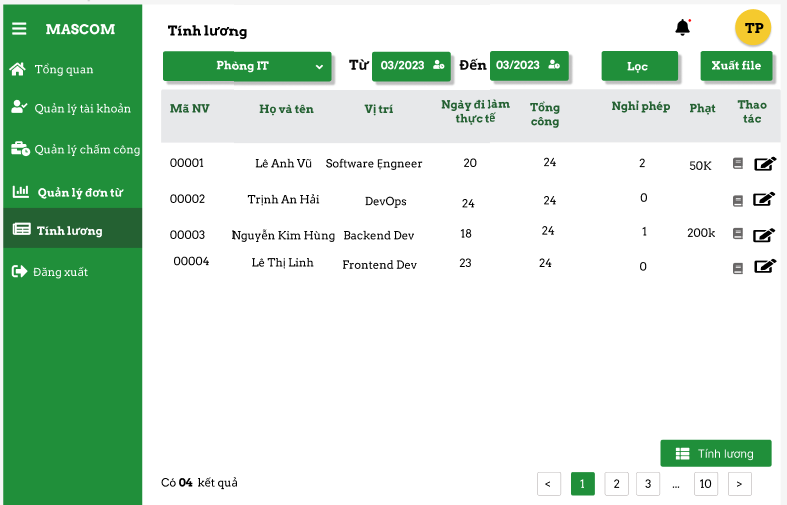 MASCOM
Tổng quan
Quản lý tài khoản
Quản lý chấm công
Quản lý đơn từ
Tính lương
Đăng xuất
Tính lương
TP
Phòng IT
Từ
03/2023
Đến
03/2023
Lọc
Xuất file
Mã NV Họ và tên Vị trí Ngày đi làm thực tế Tổng công Nghỉ phép Phạt Thao tác
00001 Lê Anh Vũ Software Engneer 20 24 2 50K
00002 Trịnh An Hải DevOps 24 24 0
00003 Nguyễn Kim Hùng Backend Dev 18 24 1 200k
00004 Lê Thị Linh Frontend Dev 23 24 0
Tính lương
Có 04 kết quả
< 1 2 3 ... 10 >